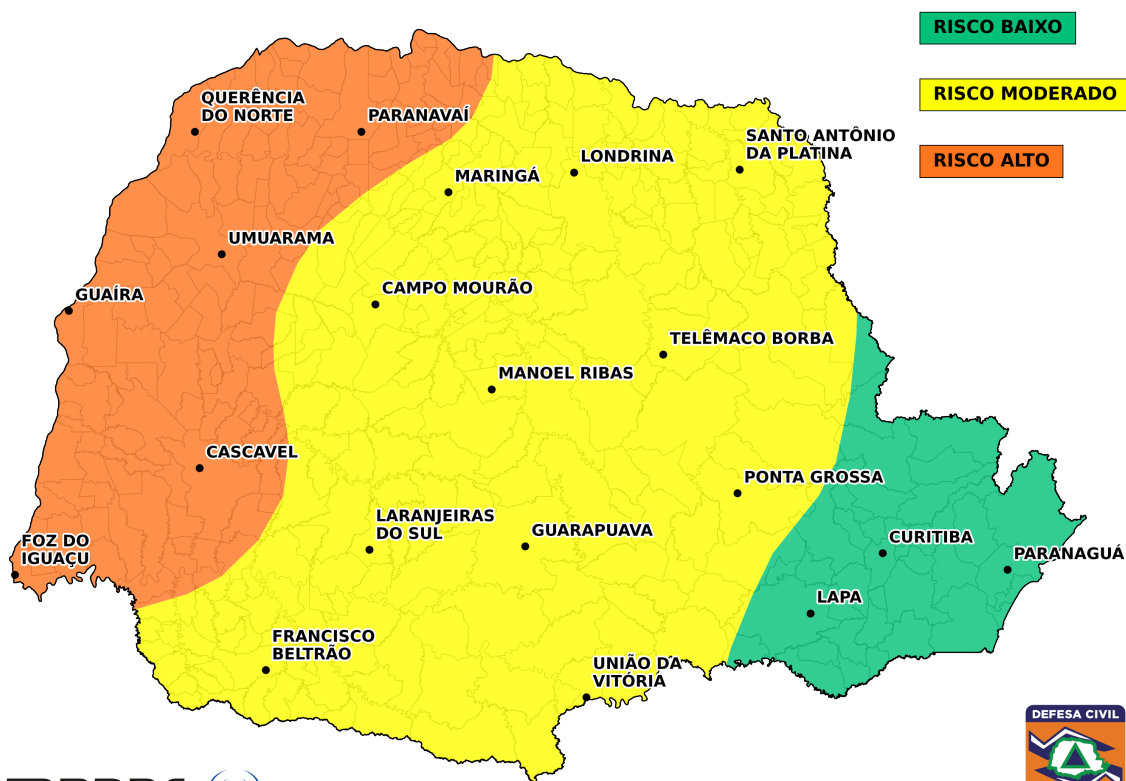 RISCO BAIXO
RISCO MODERADO
RISCO ALTO
QUERÊNCIA
DO NORTE
PARANAVAÍ
SANTO ANTÔNIO
DA PLATINA
LONDRINA
MARINGÁ
UMUARAMA
CAMPO MOURÃO
GUAÍRA
TELÊMACO BORBA
MANOEL RIBAS
CASCAVEL
PONTA GROSSA
LARANJEIRAS
DO SUL
GUARAPUAVA
CURITIBA
FOZ DO
IGUAÇU
PARANAGUÁ
LAPA
FRANCISCO
BELTRÃO
UNIÃO DA
VITÓRIA
DEFESA CIVIL